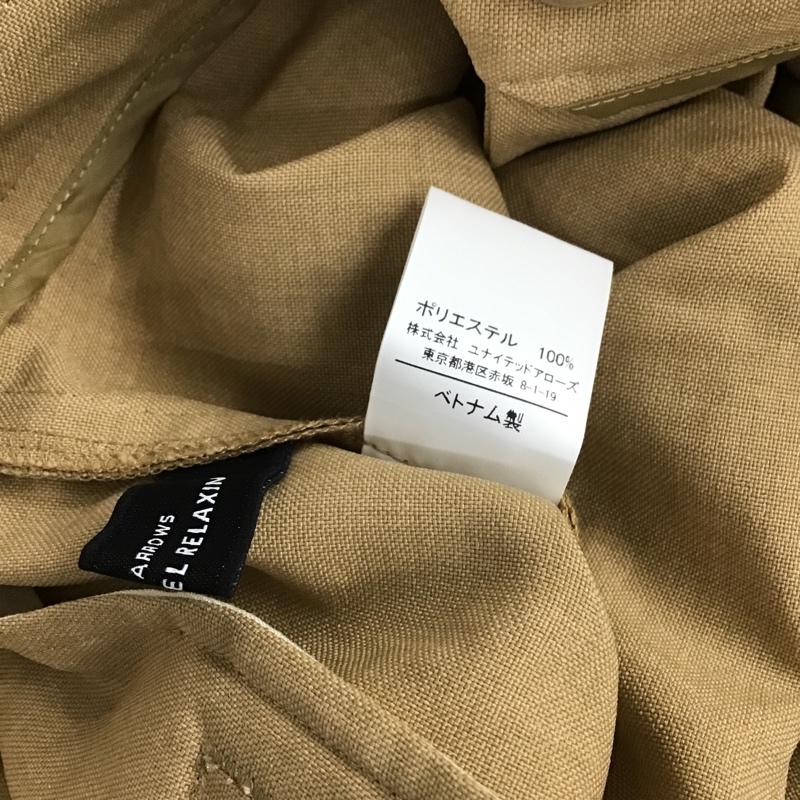 ポリエステル 100%
株式会社 ユナイテッドアローズ
東京都港区赤坂 8-1-19
ベトナム製
ARROWS
EL RELAXIN